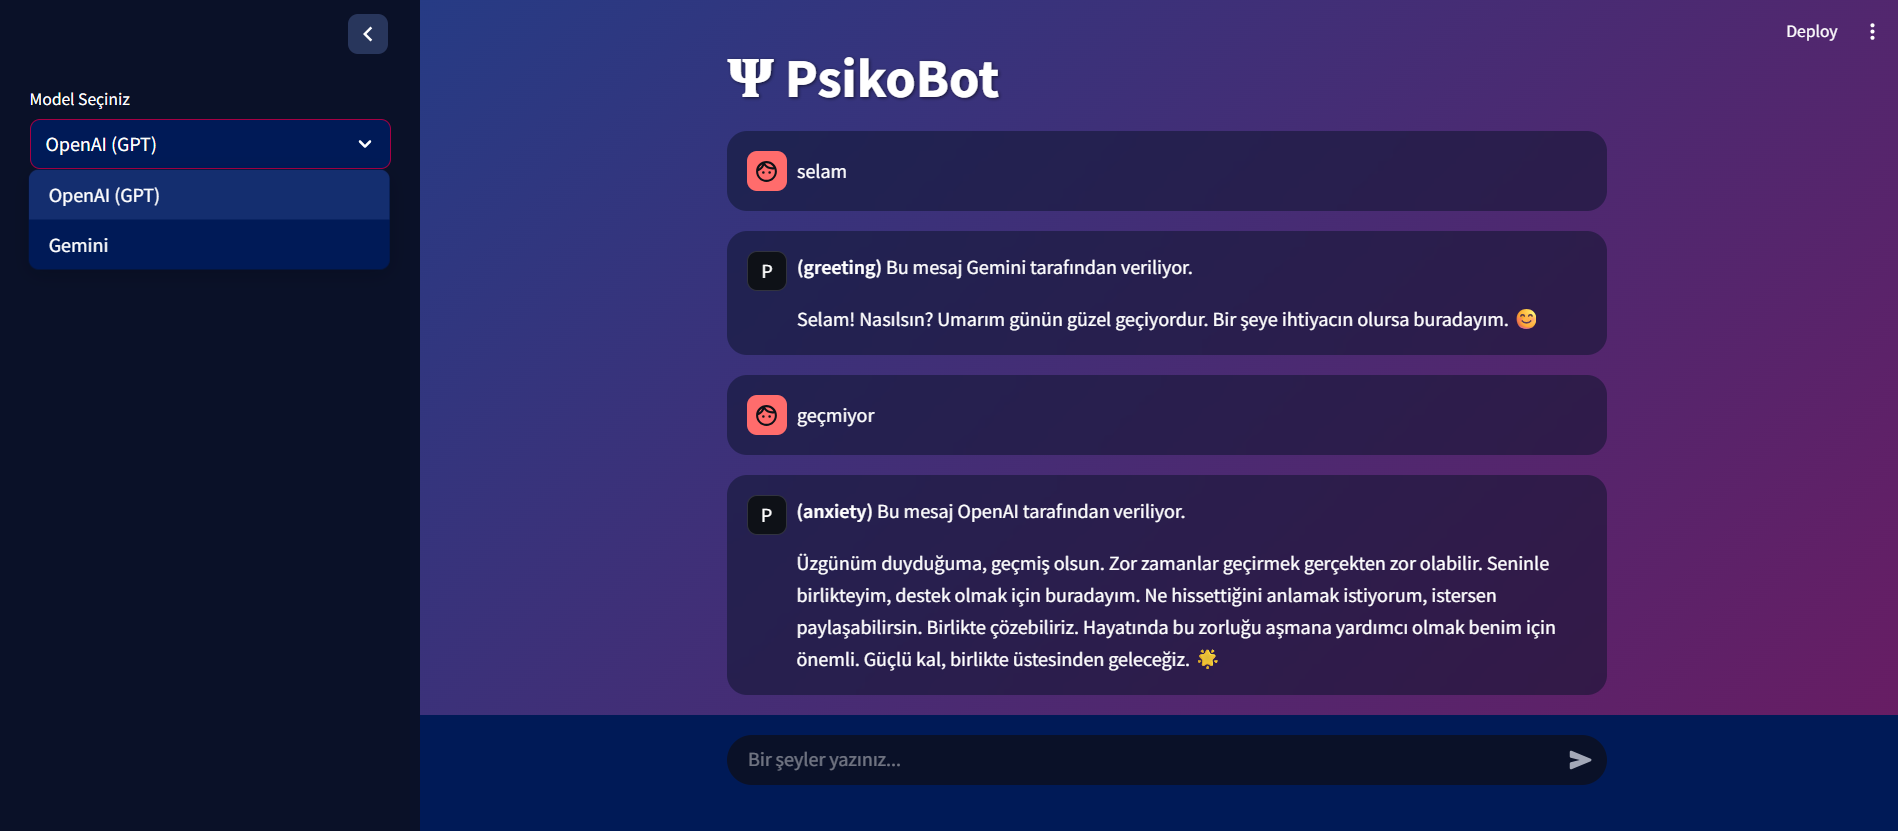 Model Seçiniz
OpenAI (GPT)
OpenAI (GPT)
Gemini
Deploy
Ψ PsikoBot
selam
P
(greeting) Bu mesaj Gemini tarafından veriliyor.
Selam! Nasılsın? Umarım günün güzel geçiyordur. Bir şeye ihtiyacın olursa buradayım. 😊
geçmiyor
P
(anxiety) Bu mesaj OpenAI tarafından veriliyor.
Üzgünüm duyduğuma, geçmiş olsun. Zor zamanlar geçirmek gerçekten zor olabilir. Seninle
birlikteyim, destek olmak için buradayım. Ne hissettiğini anlamak istiyorum, istersen
paylaşabilirsin. Birlikte çözebiliriz. Hayatında bu zorluğu aşmana yardımcı olmak benim için
önemli. Güçlü kal, birlikte üstesinden geleceğiz. 🌟
Bir şeyler yazınız...